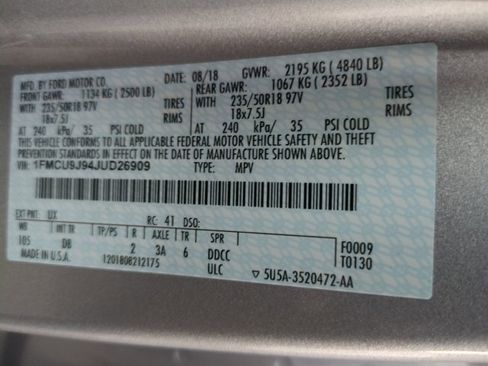 MFD. BY FORD MOTOR CO. DATE: 08/18 GVWR: 2195 KG ( 4840 LB)
FRONT GAWR: 1134 KG ( 2500 LB) REAR GAWR: 1067 KG ( 2352 LB)
WITH 235/50R18 97V TIRES WITH 235/50R18 97V TIRES
18x7.5J RIMS 18x7.5J RIMS
AT 240 kPa/ 35 PSI COLD AT 240 kPa/ 35 PSI COLD
THIS VEHICLE CONFORMS TO ALL APPLICABLE FEDERAL MOTOR VEHICLE SAFETY AND THEFT
PREVENTION STANDARDS IN EFFECT ON THE DATE OF MANUFACTURE SHOWN ABOVE.
VIN: 1FMCU9J94JUD26909 TYPE: MPV
EXT PNT: UX RC: 41 DSO:
WB INT TR TP/PS R AXLE TR SPR F0009
105 DB 2 3A 6 DDCC T0130
MADE IN U.S.A. 1201808212175 ULC ▽ 5U5A-3520472-AA